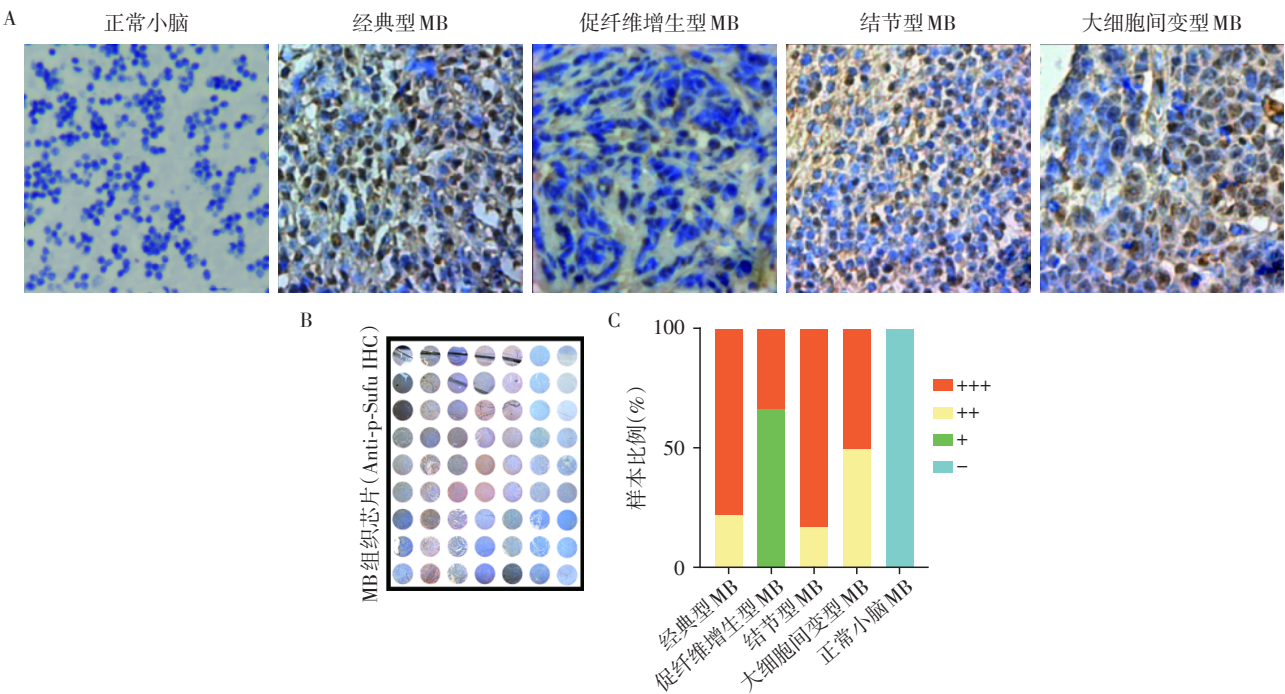 A
正常小脑
经典型MB
促纤维增生型MB
结节型MB
大细胞间变型MB
B
MB组织芯片(Anti-p-Sufu IHC)
C
样本比例(%)
100
50
0
+++
++
+
−
经典型MB
促纤维增生型MB
结节型MB
大细胞间变型MB
正常小脑MB